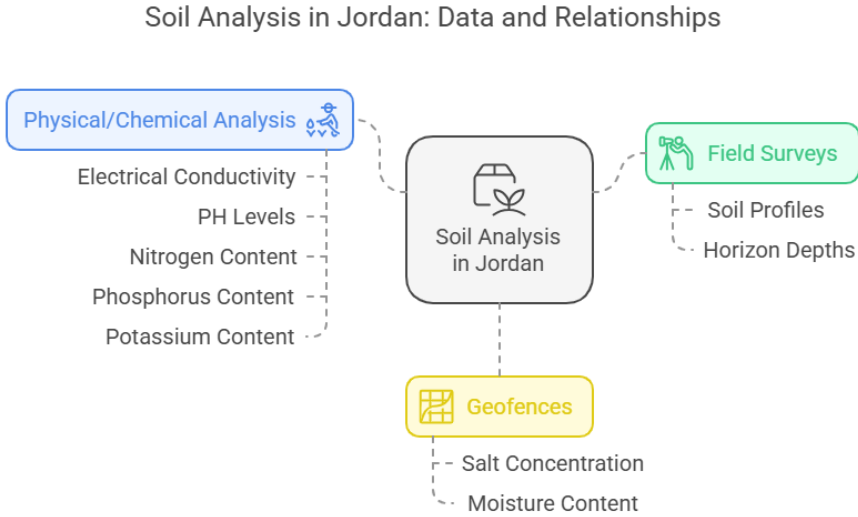 Soil Analysis in Jordan: Data and Relationships
Physical/Chemical Analysis
Electrical Conductivity
PH Levels
Nitrogen Content
Phosphorus Content
Potassium Content
Soil Analysis
in Jordan
Field Surveys
Soil Profiles
Horizon Depths
Geofences
Salt Concentration
Moisture Content